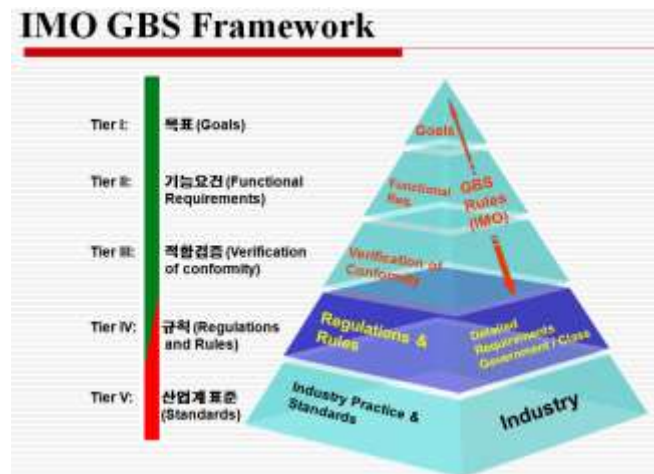 IMO GBS Framework
Tier I: 목표 (Goals)
Tier II: 기능요건 (Functional
Requirements)
Tier III: 적합검증 (Verification
of conformity)
Tier IV: 규칙 (Regulations
and Rules)
Tier V: 산업계 표준
(Standards)
Goals
Functional
Req.
GBS
Rules
(IMO)
Verification of
Conformity
Regulations &
Rules
Detailed
Requirements
Government / Class
Industry Practice &
Standards
Industry